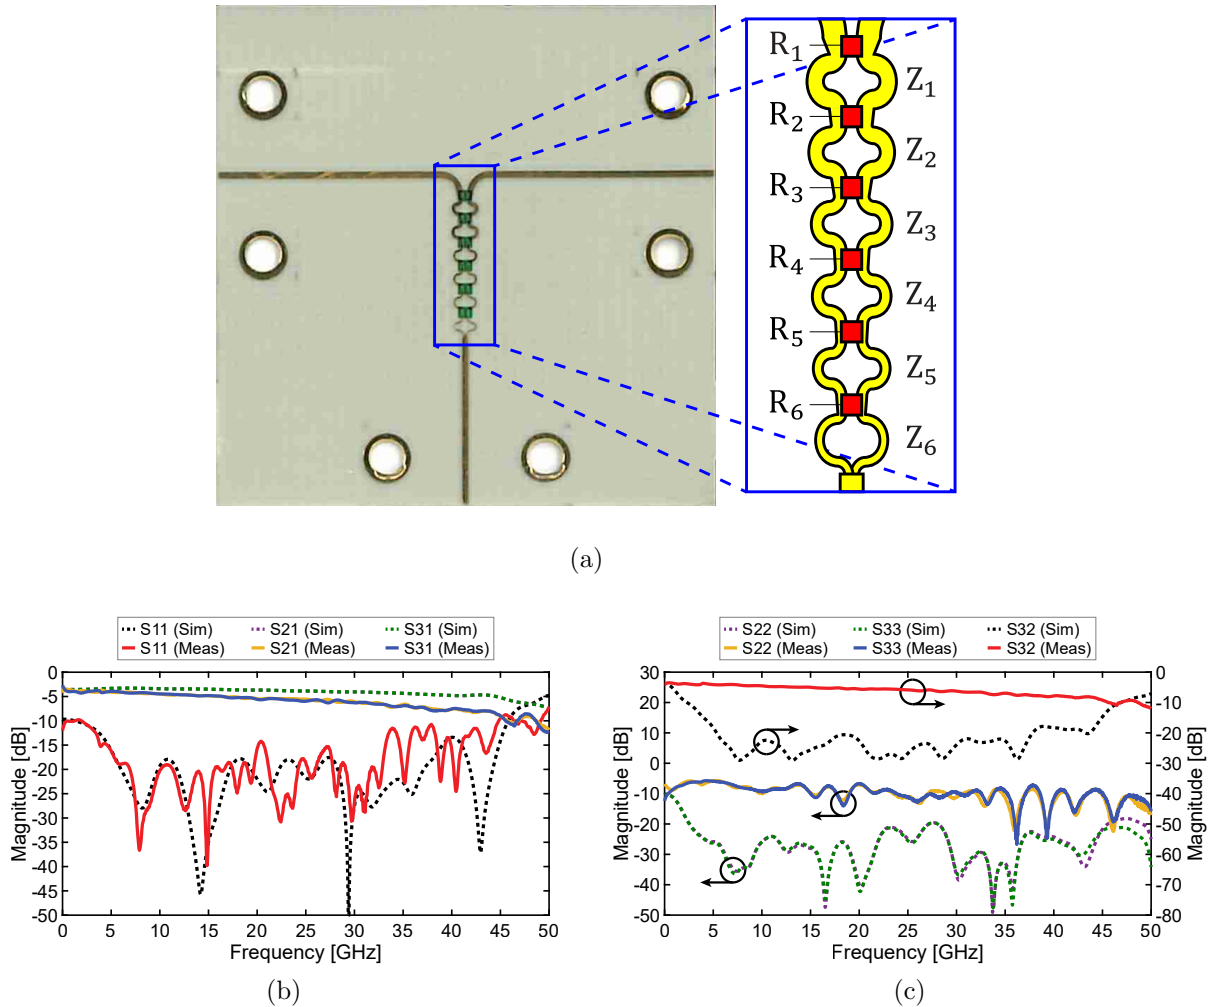 R1
Z1
R2
Z2
R3
Z3
R4
Z4
R5
Z5
R6
Z6
(a)
S11 (Sim) S21 (Sim) S31 (Sim)
S11 (Meas) S21 (Meas) S31 (Meas)
Magnitude [dB]
0
-5
-10
-15
-20
-25
-30
-35
-40
-45
-50
0 5 10 15 20 25 30 35 40 45 50
Frequency [GHz]
(b)
S22 (Sim) S33 (Sim) S32 (Sim)
S22 (Meas) S33 (Meas) S32 (Meas)
Magnitude [dB]
30
20
10
0
-10
-20
-30
-40
-50
0
-10
-20
-30
-40
-50
-60
-70
-80
Magnitude [dB]
0 5 10 15 20 25 30 35 40 45 50
Frequency [GHz]
(c)